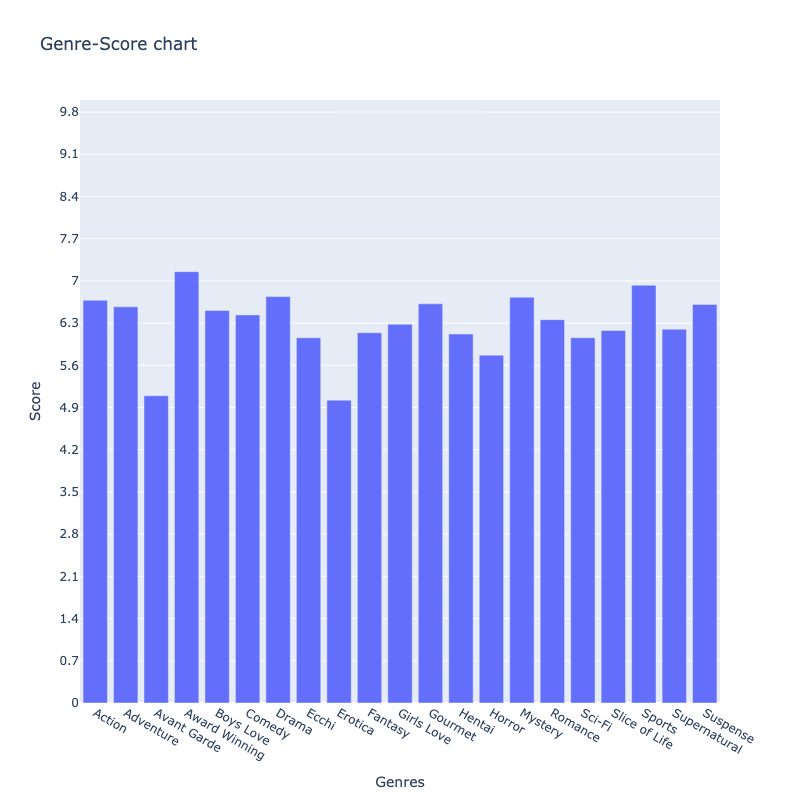 Genre-Score chart
9.8
9.1
8.4
7.7
7
6.3
5.6
4.9
4.2
3.5
2.8
2.1
1.4
0.7
0
Score
Action
Adventure
Avant Garde
Award Winning
Boys Love
Comedy
Drama
Ecchi
Erotica
Fantasy
Girls Love
Gourmet
Hentai
Horror
Mystery
Romance
Sci-Fi
Slice of Life
Sports
Supernatural
Suspense
Genres